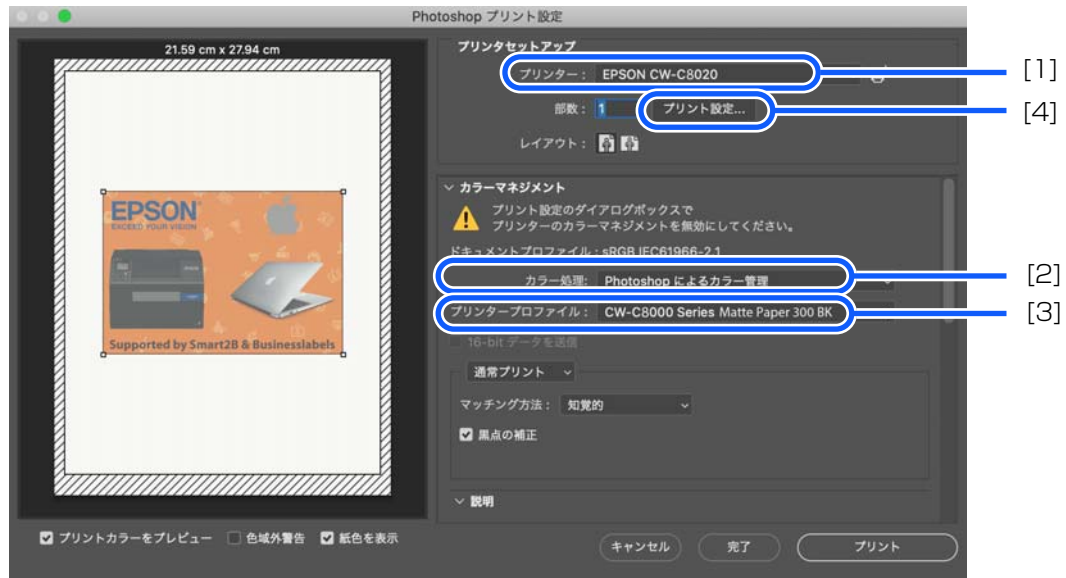 Photoshop プリント設定
21.59 cm x 27.94 cm
EPSON
EXCEED YOUR VISION
Supported by Smart2B & Businesslabels
プリンタセットアップ
プリンター： EPSON CW-C8020
[1]
部数： 1 プリント設定...
[4]
レイアウト：
カラーマネジメント
プリント設定のダイアログボックスで
プリンターのカラーマネジメントを無効にしてください。
ドキュメントプロファイル : sRGB IEC61966-2.1
カラー処理: Photoshop によるカラー管理
[2]
プリンタープロファイル： CW-C8000 Series Matte Paper 300 BK
[3]
16-bit データを送信
通常プリント
マッチング方法： 知覚的
黒点の補正
説明
プリントカラーをプレビュー 色域外警告 紙色を表示
キャンセル 完了 プリント